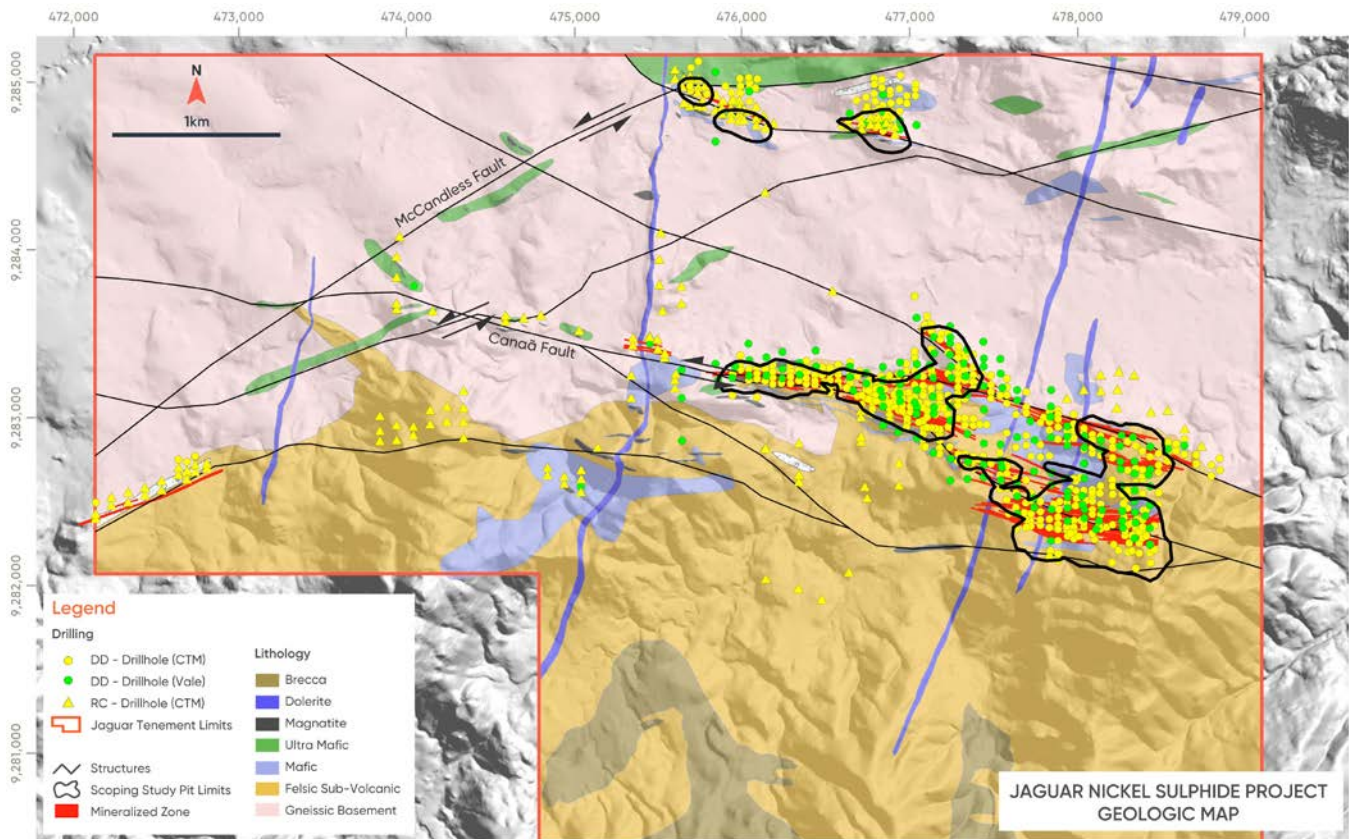 472,000
473,000
474,000
475,000
476,000
477,000
478,000
479,000
9,285,000
9,284,000
9,283,000
9,282,000
9,281,000
N
1km
McCandless Fault
Canaã Fault
Legend
Drilling
DD - Drillhole (CTM)
DD - Drillhole (Vale)
RC - Drillhole (CTM)
Jaguar Tenement Limits
Structures
Scoping Study Pit Limits
Mineralized Zone
Lithology
Brecca
Dolerite
Magnatite
Ultra Mafic
Mafic
Felsic Sub-Volcanic
Gneissic Basement
JAGUAR NICKEL SULPHIDE PROJECT
GEOLOGIC MAP